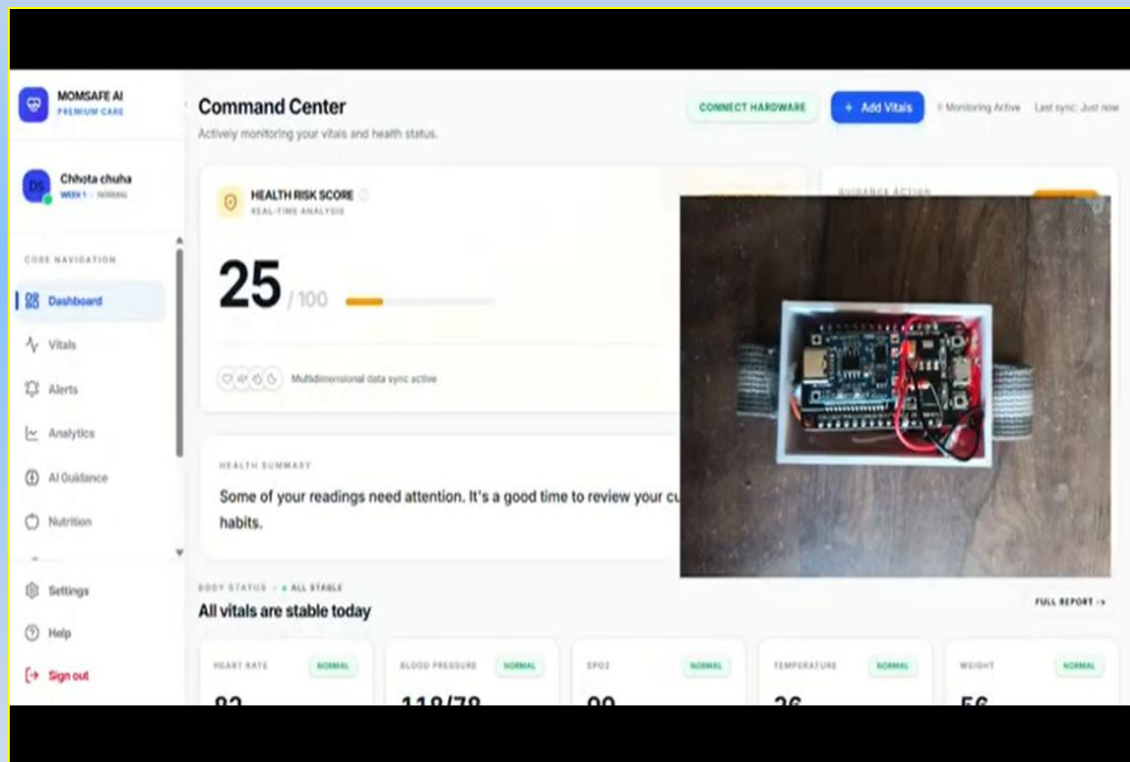 MOMSAFE AI
PREMIUM CARE
Chhota chuha
WEEK 1 · NORMAL
CORE NAVIGATION
Dashboard
Vitals
Alerts
Analytics
AI Guidance
Nutrition
Settings
Help
Sign out
Command Center
Actively monitoring your vitals and health status.
CONNECT HARDWARE
+ Add Vitals
Monitoring Active
Last sync: Just now
HEALTH RISK SCORE
REAL-TIME ANALYSIS
25 / 100
Multidimensional data sync active
GUIDANCE ACTION
HEALTH SUMMARY
Some of your readings need attention. It's a good time to review your
habits.
BODY STATUS · ALL STABLE
All vitals are stable today
FULL REPORT ->
HEART RATE NORMAL
BLOOD PRESSURE NORMAL
SPO2 NORMAL
TEMPERATURE NORMAL
WEIGHT NORMAL